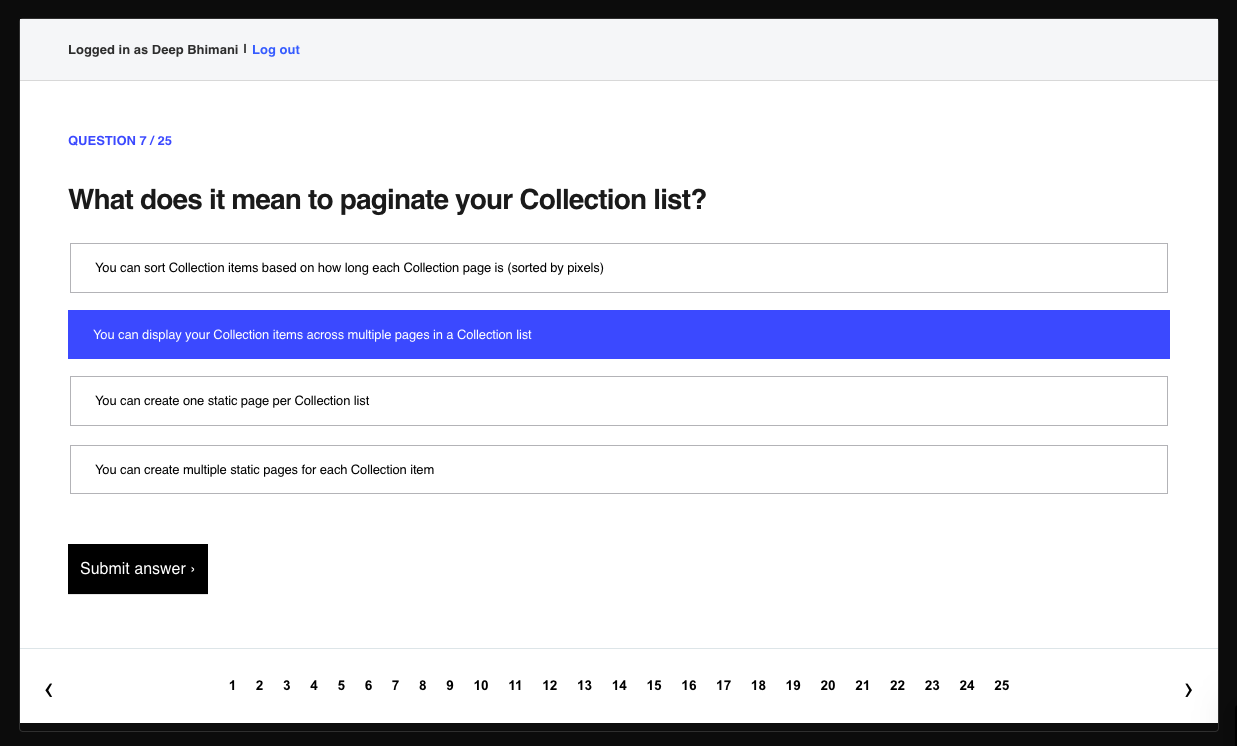 Logged in as Deep Bhimani | Log out
QUESTION 7 / 25
What does it mean to paginate your Collection list?
You can sort Collection items based on how long each Collection page is (sorted by pixels)
You can display your Collection items across multiple pages in a Collection list
You can create one static page per Collection list
You can create multiple static pages for each Collection item
Submit answer ›
❮ 1 2 3 4 5 6 7 8 9 10 11 12 13 14 15 16 17 18 19 20 21 22 23 24 25 ❯